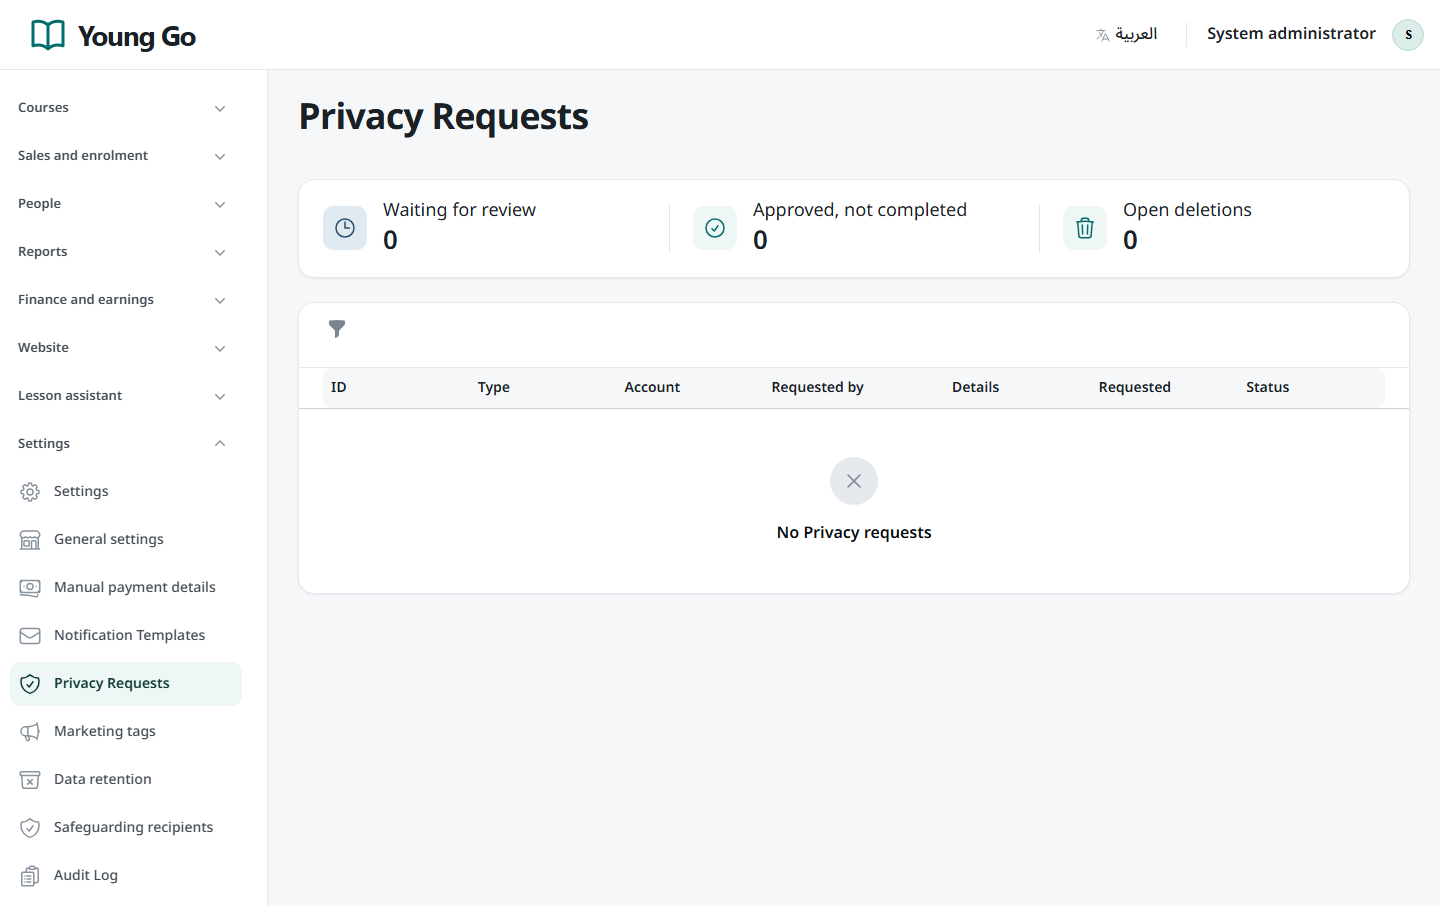 Young Go
العربية
System administrator
S
Courses
Sales and enrolment
People
Reports
Finance and earnings
Website
Lesson assistant
Settings
Settings
General settings
Manual payment details
Notification Templates
Privacy Requests
Marketing tags
Data retention
Safeguarding recipients
Audit Log
Privacy Requests
Waiting for review
0
Approved, not completed
0
Open deletions
0
ID Type Account Requested by Details Requested Status
No Privacy requests